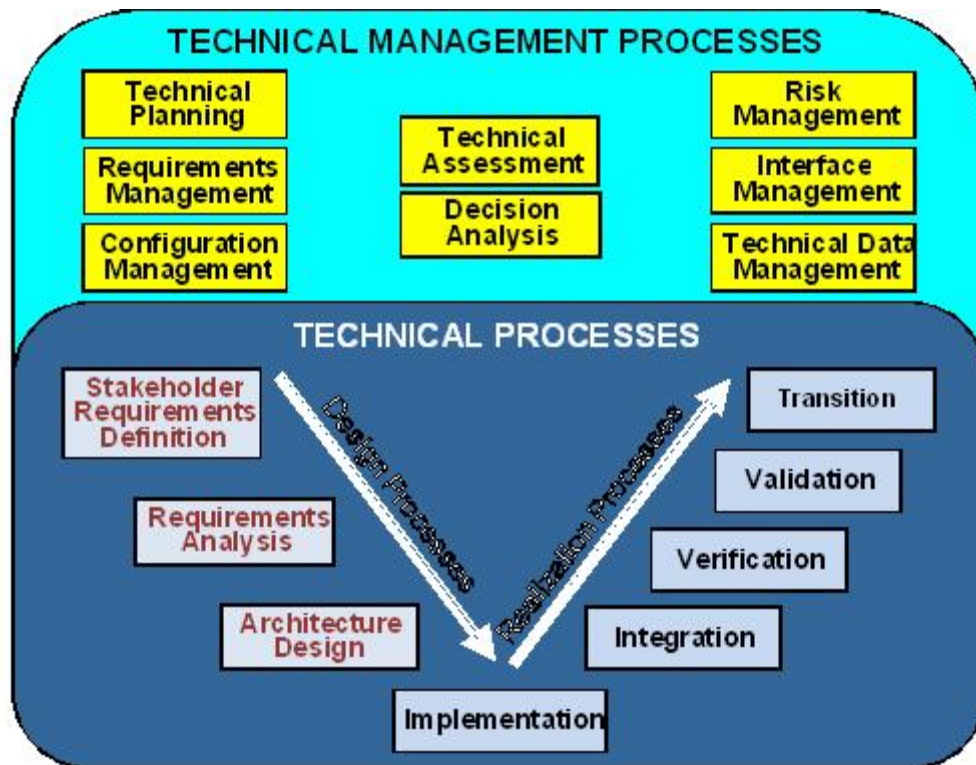 TECHNICAL MANAGEMENT PROCESSES
Technical
Planning
Requirements
Management
Configuration
Management
Technical
Assessment
Decision
Analysis
Risk
Management
Interface
Management
Technical Data
Management
TECHNICAL PROCESSES
Stakeholder
Requirements
Definition
Requirements
Analysis
Architecture
Design
Design Processes
Implementation
Realization Processes
Integration
Verification
Validation
Transition